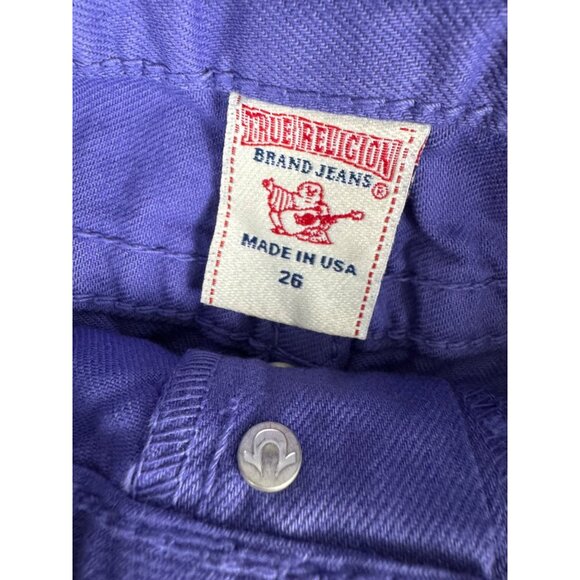 TRUE RELIGION
BRAND JEANS
®
MADE IN USA
26